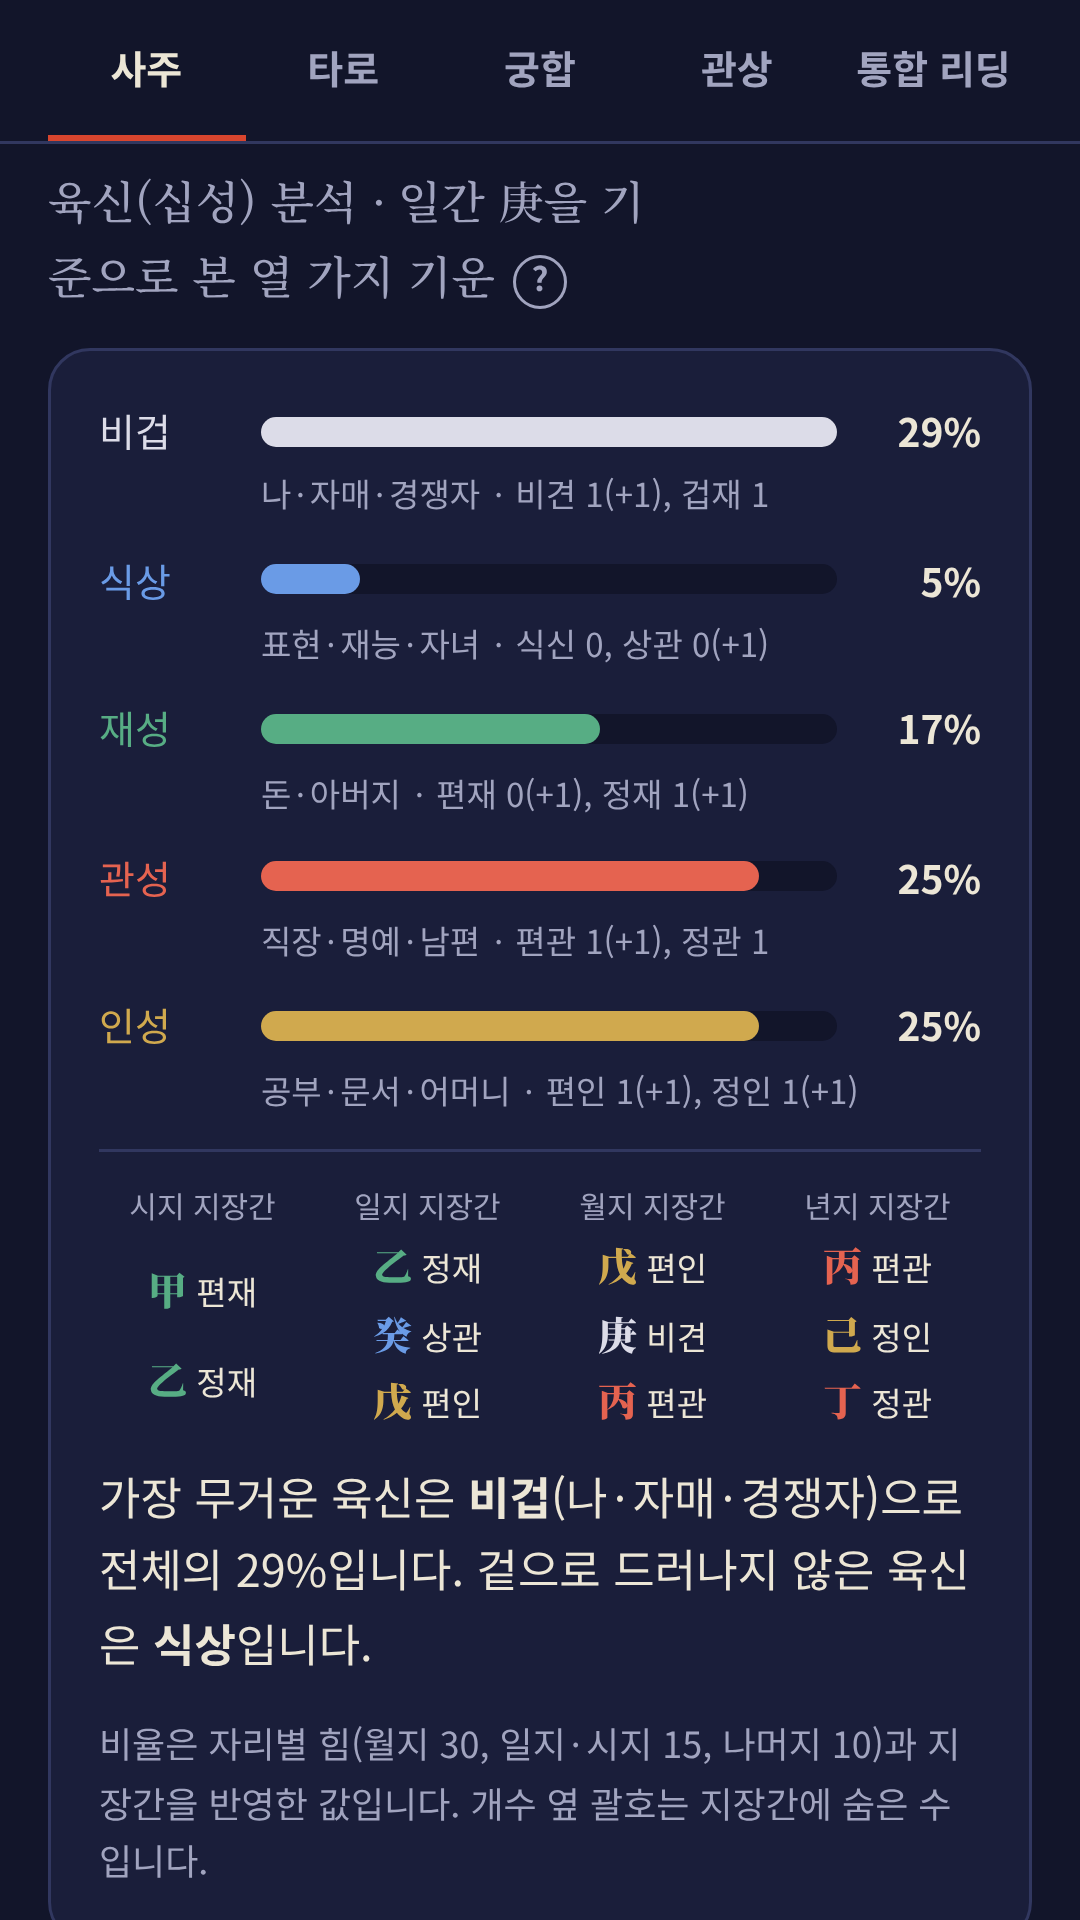 사주 타로 궁합 관상 통합 리딩
육신(십성) 분석 · 일간 庚을 기
준으로 본 열 가지 기운 ?
비겁 29%
나·자매·경쟁자 · 비견 1(+1), 겁재 1
식상 5%
표현·재능·자녀 · 식신 0, 상관 0(+1)
재성 17%
돈·아버지 · 편재 0(+1), 정재 1(+1)
관성 25%
직장·명예·남편 · 편관 1(+1), 정관 1
인성 25%
공부·문서·어머니 · 편인 1(+1), 정인 1(+1)
시지 지장간 일지 지장간 월지 지장간 년지 지장간
甲 편재
乙 정재
乙 정재
癸 상관
戊 편인
戊 편인
庚 비견
丙 편관
丙 편관
己 정인
丁 정관
가장 무거운 육신은 비겁(나·자매·경쟁자)으로
전체의 29%입니다. 겉으로 드러나지 않은 육신
은 식상입니다.
비율은 자리별 힘(월지 30, 일지·시지 15, 나머지 10)과 지
장간을 반영한 값입니다. 개수 옆 괄호는 지장간에 숨은 수
입니다.